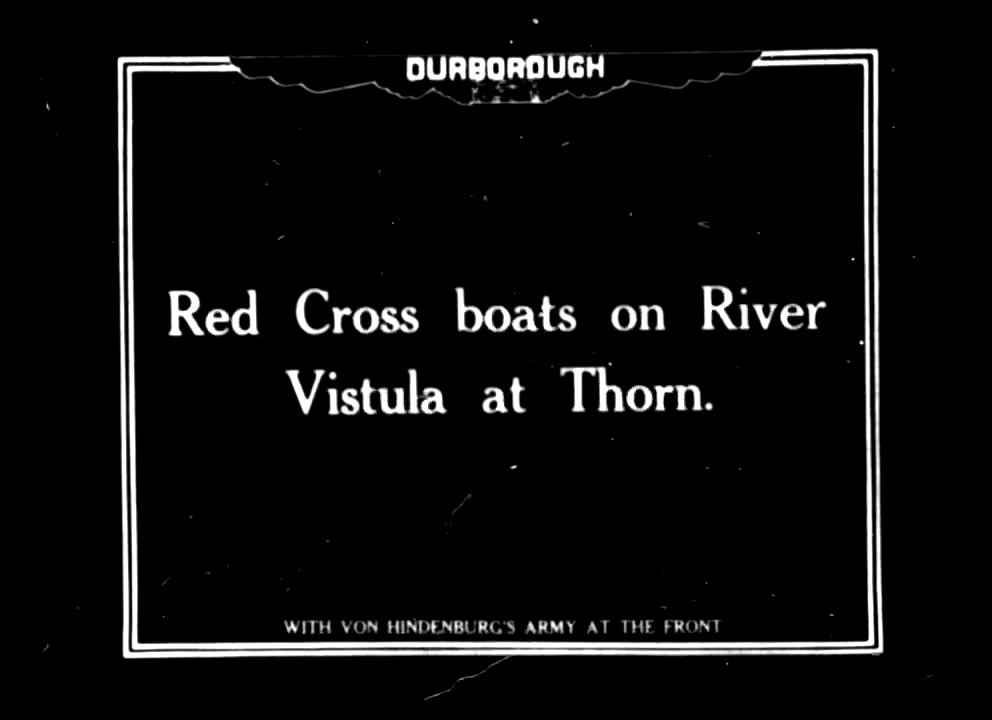 DURBOROUGH
Red Cross boats on River
Vistula at Thorn.
WITH VON HINDENBURG'S ARMY AT THE FRONT